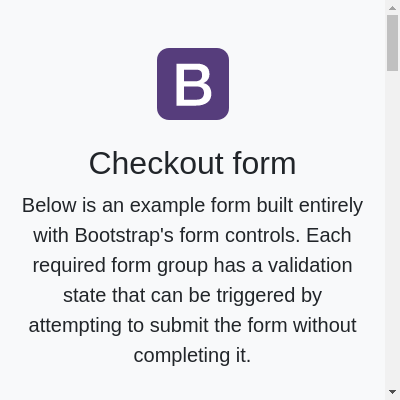 B
Checkout form
Below is an example form built entirely
with Bootstrap's form controls. Each
required form group has a validation
state that can be triggered by
attempting to submit the form without
completing it.